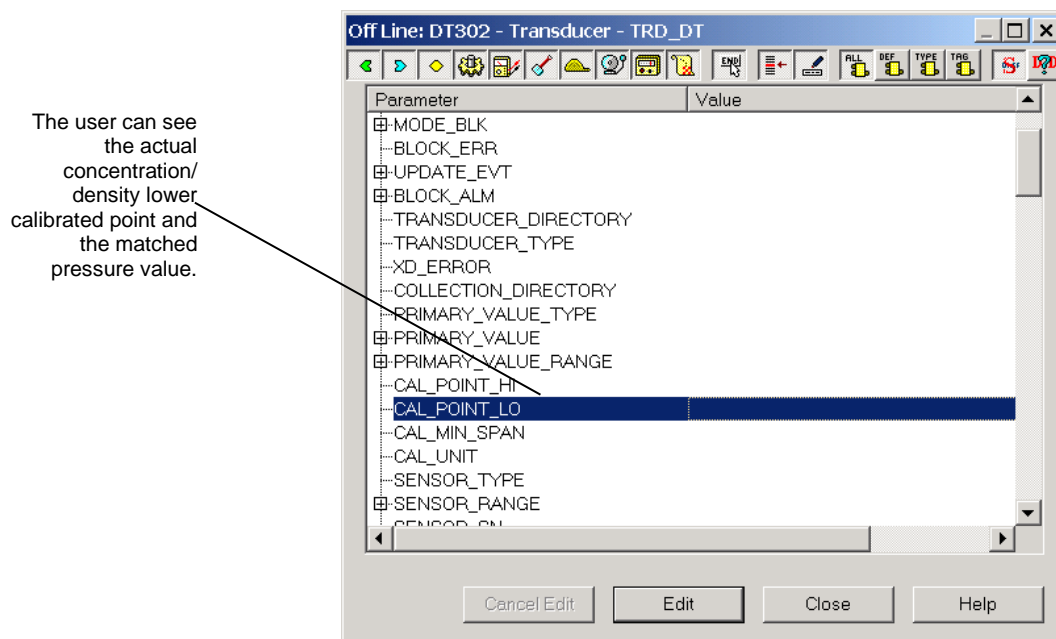 The user can see
the actual
concentration/
density lower
calibrated point and
the matched
pressure value.
Off Line: DT302 - Transducer - TRD_DT
END ALL DEF TYPE TAG
Parameter Value
MODE_BLK
BLOCK_ERR
UPDATE_EVT
BLOCK_ALM
TRANSDUCER_DIRECTORY
TRANSDUCER_TYPE
XD_ERROR
COLLECTION_DIRECTORY
PRIMARY_VALUE_TYPE
PRIMARY_VALUE
PRIMARY_VALUE_RANGE
CAL_POINT_HI
CAL_POINT_LO
CAL_MIN_SPAN
CAL_UNIT
SENSOR_TYPE
SENSOR_RANGE
SENSOR_SN
Cancel Edit Edit Close Help